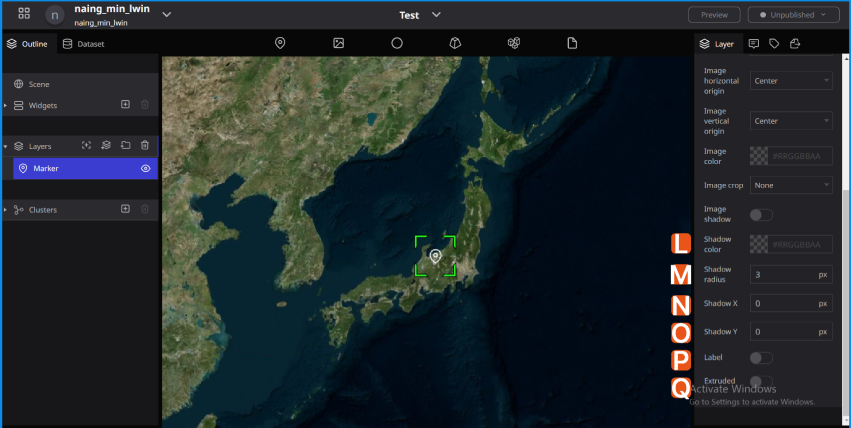 naing_min_lwin
n
naing_min_lwin
Test
Preview
Unpublished
Outline
Dataset
Layer
Scene
Widgets
Layers
Marker
Clusters
Image
horizontal
origin
Center
Image
vertical
origin
Center
Image
color
#RRGGBBAA
Image crop
None
Image
shadow
L
Shadow
color
#RRGGBBAA
M
Shadow
radius
3
px
N
Shadow X
0
px
O
Shadow Y
0
px
P
Label
Q
Extruded
Activate Windows
Go to Settings to activate Windows.